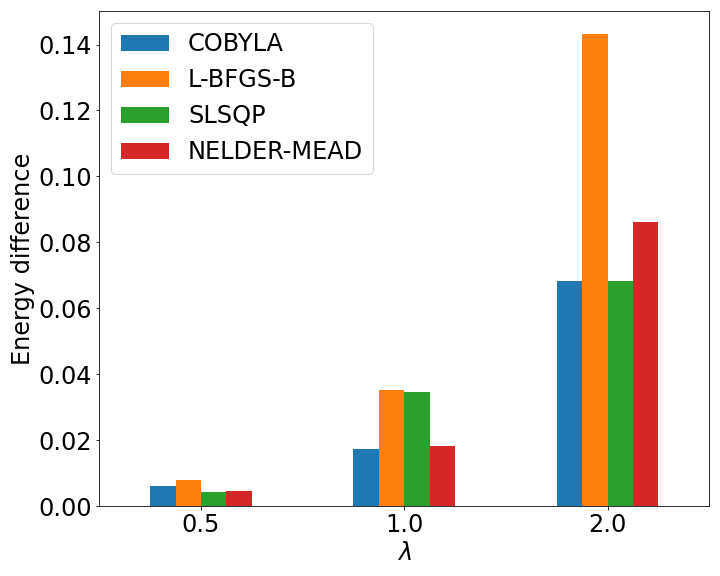 COBYLA
L-BFGS-B
SLSQP
NELDER-MEAD
Energy difference
0.14
0.12
0.10
0.08
0.06
0.04
0.02
0.00
0.5 1.0 2.0
λ